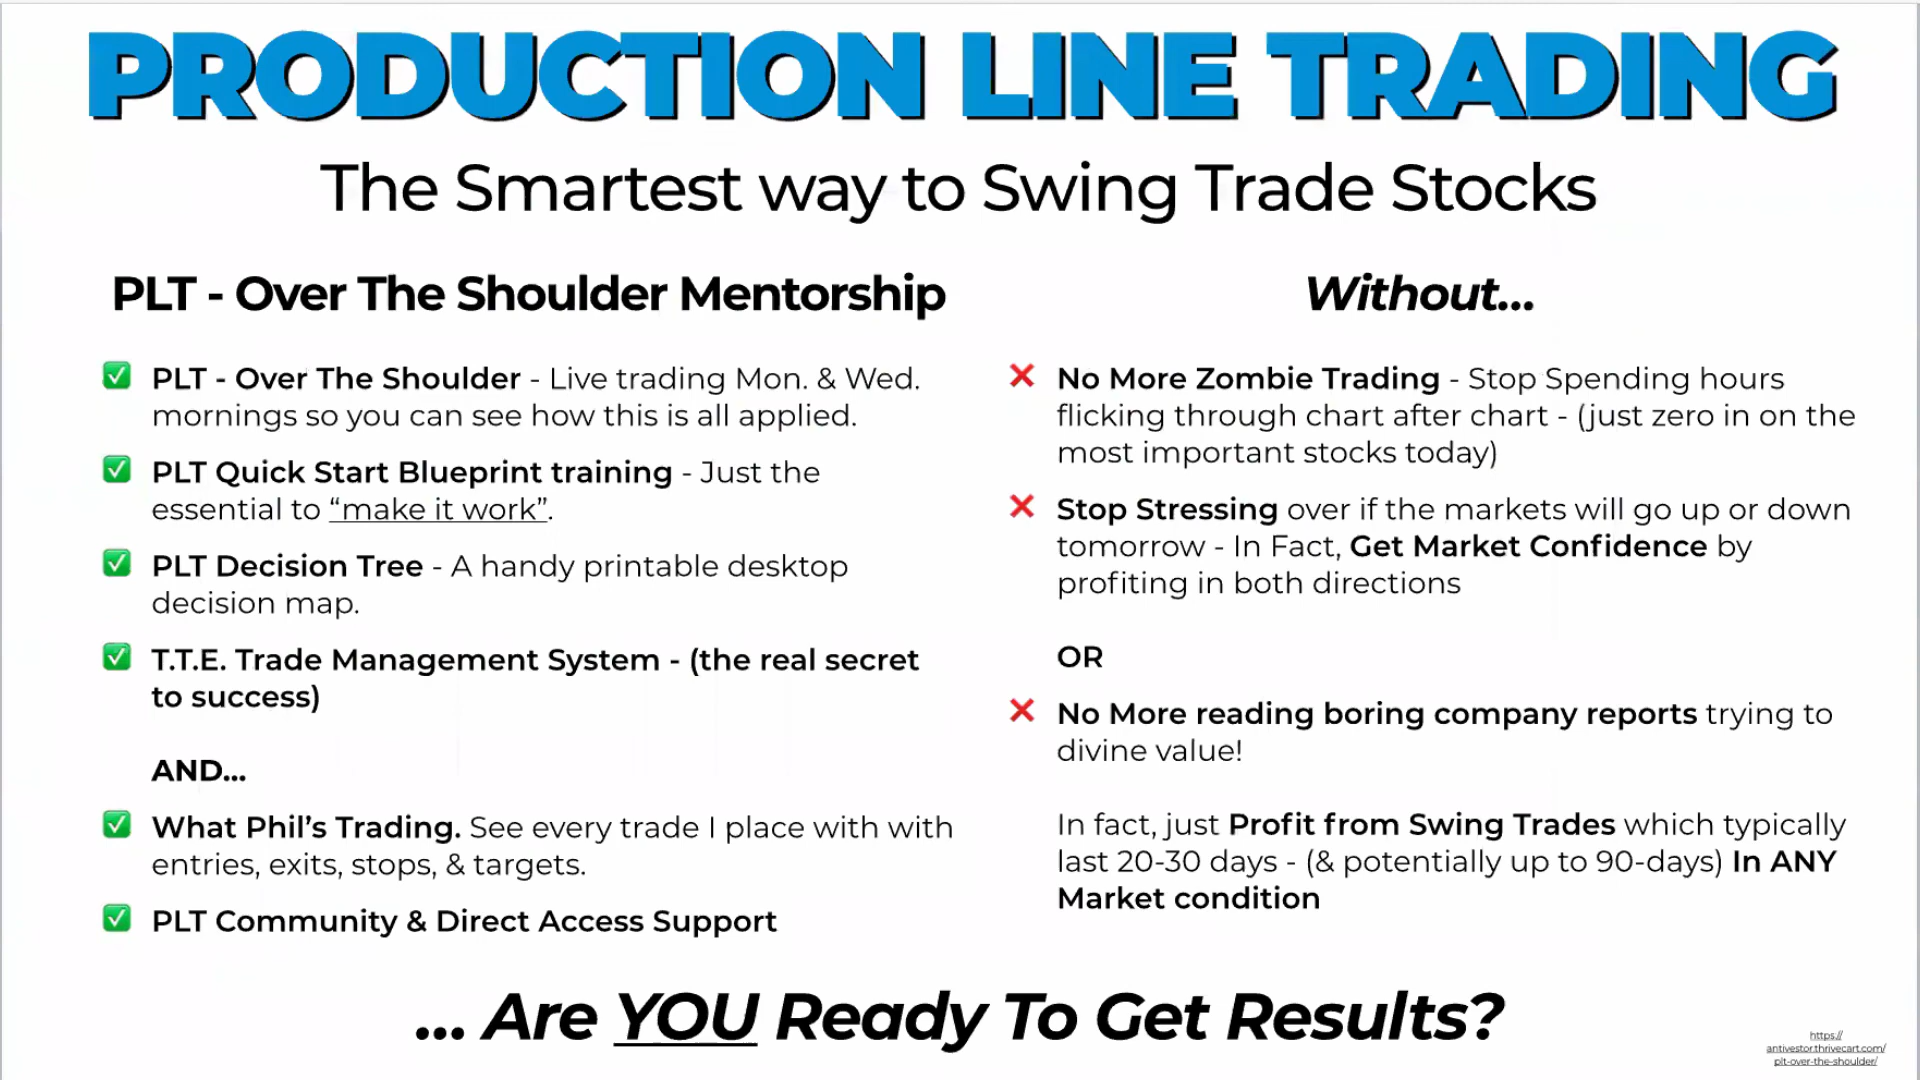 PRODUCTION LINE TRADING
The Smartest way to Swing Trade Stocks
PLT - Over The Shoulder Mentorship
✅ PLT - Over The Shoulder - Live trading Mon. & Wed.
mornings so you can see how this is all applied.
✅ PLT Quick Start Blueprint training - Just the
essential to “make it work”.
✅ PLT Decision Tree - A handy printable desktop
decision map.
✅ T.T.E. Trade Management System - (the real secret
to success)
AND...
✅ What Phil’s Trading. See every trade I place with with
entries, exits, stops, & targets.
✅ PLT Community & Direct Access Support
Without...
❌ No More Zombie Trading - Stop Spending hours
flicking through chart after chart - (just zero in on the
most important stocks today)
❌ Stop Stressing over if the markets will go up or down
tomorrow - In Fact, Get Market Confidence by
profiting in both directions
OR
❌ No More reading boring company reports trying to
divine value!
In fact, just Profit from Swing Trades which typically
last 20-30 days - (& potentially up to 90-days) In ANY
Market condition
... Are YOU Ready To Get Results?
https://
antivestor.thrivecart.com/
plt-over-the-shoulder/